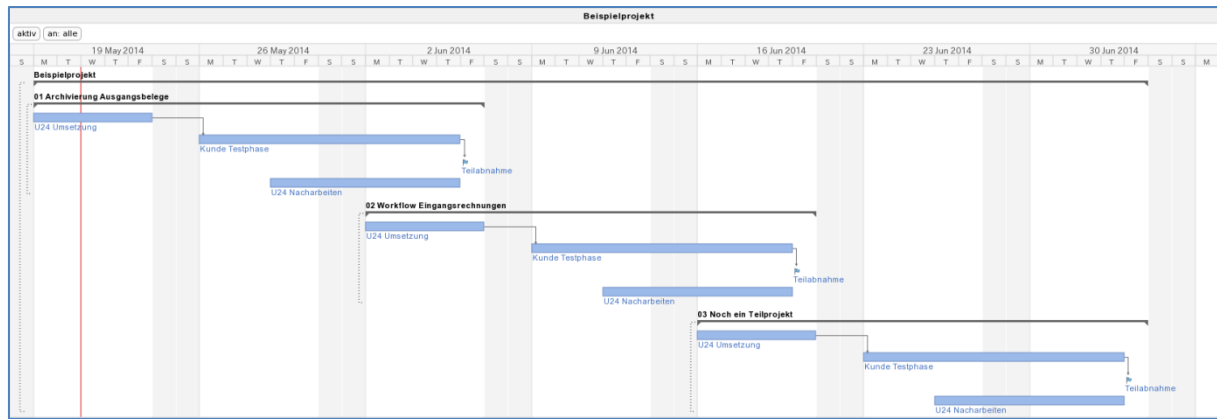 Beispielprojekt
aktiv an: alle
19 May 2014 26 May 2014 2 Jun 2014 9 Jun 2014 16 Jun 2014 23 Jun 2014 30 Jun 2014
S M T W T F S S M T W T F S S M T W T F S S M T W T F S S M T W T F S S M T W T F S S M T W T F S S M
Beispielprojekt
01 Archivierung Ausgangsbelege
U24 Umsetzung
Kunde Testphase
Teilabnahme
U24 Nacharbeiten
02 Workflow Eingangsrechnungen
U24 Umsetzung
Kunde Testphase
Teilabnahme
U24 Nacharbeiten
03 Noch ein Teilprojekt
U24 Umsetzung
Kunde Testphase
Teilabnahme
U24 Nacharbeiten